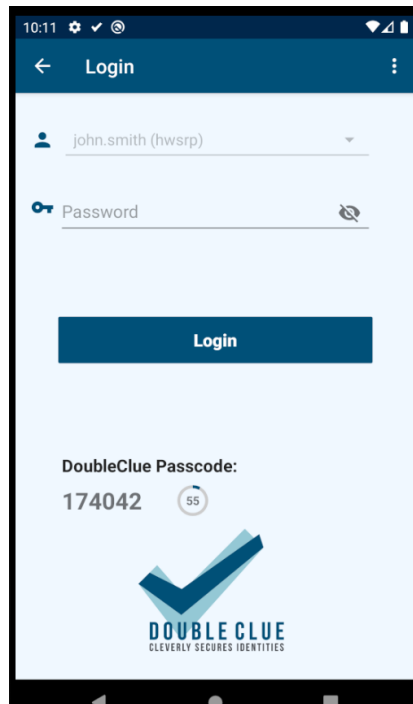 10:11
Login
john.smith (hwsrp)
Password
Login
DoubleClue Passcode:
174042 55
DOUBLE CLUE
CLEVERLY SECURES IDENTITIES